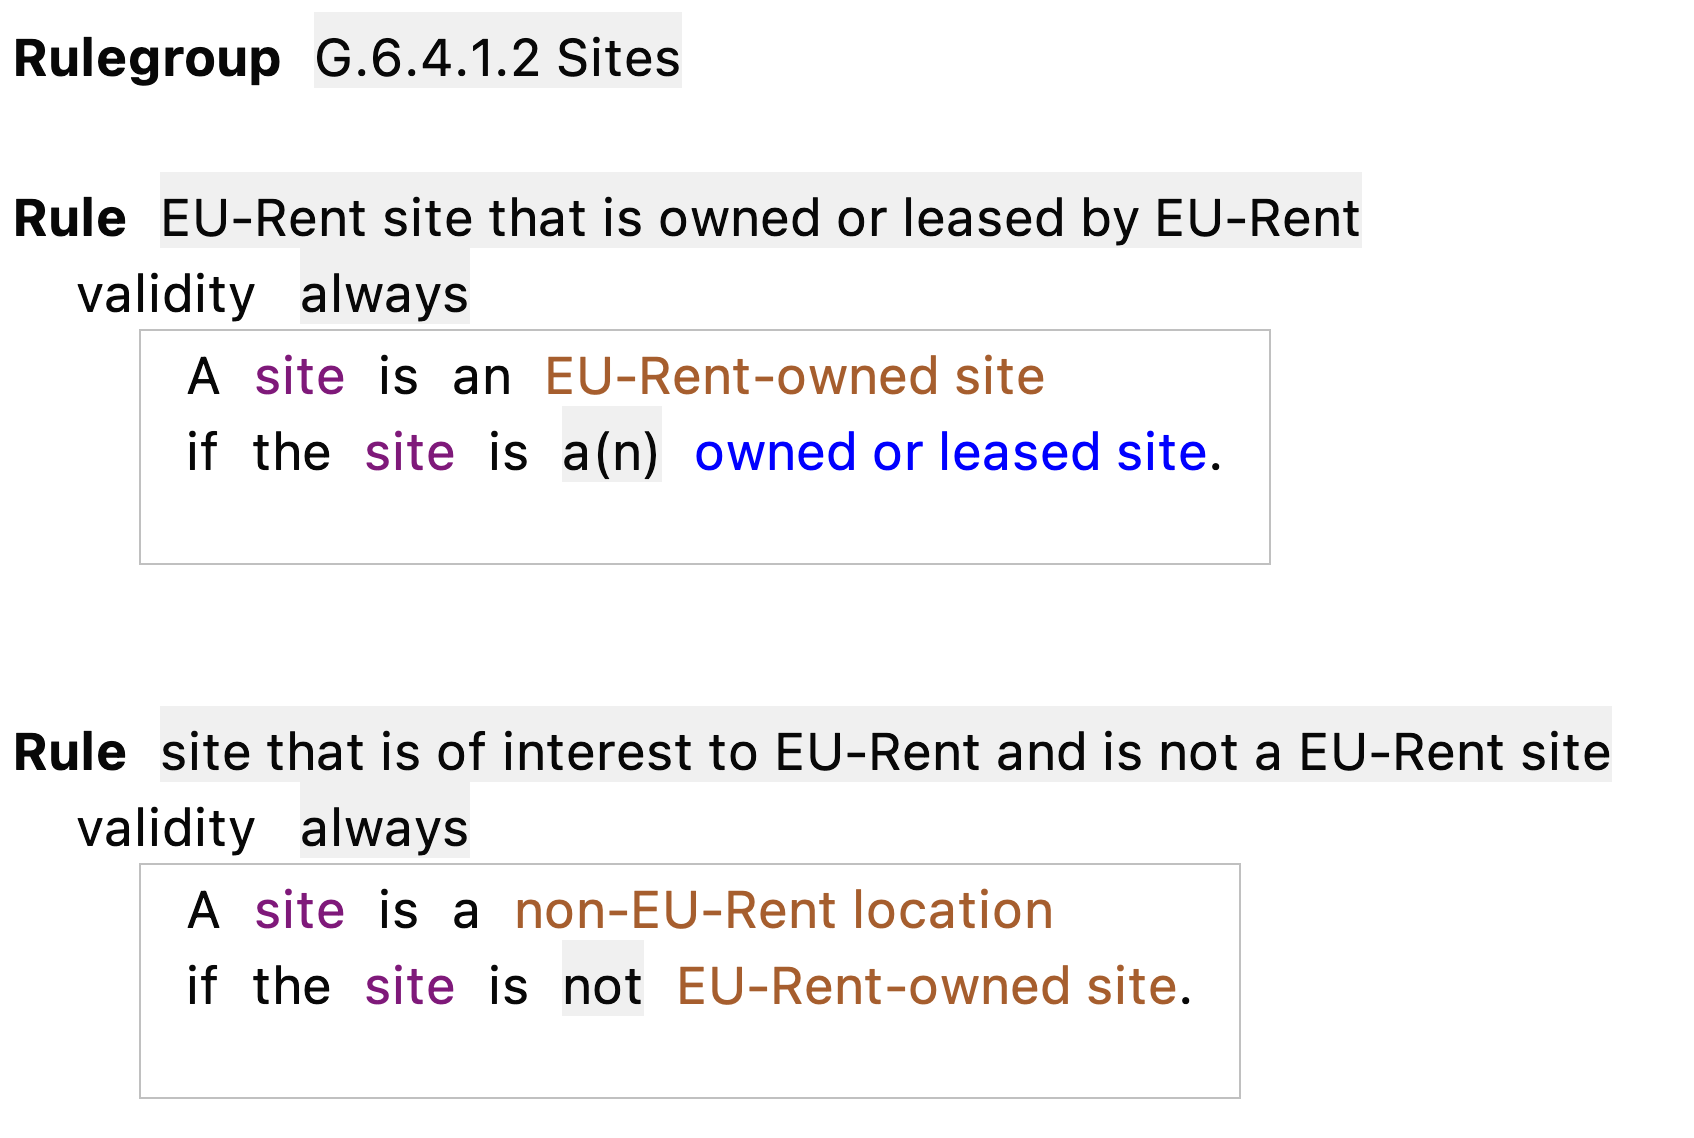 Rulegroup G.6.4.1.2 Sites
Rule EU-Rent site that is owned or leased by EU-Rent
validity always
A site is an EU-Rent-owned site
if the site is a(n) owned or leased site.
Rule site that is of interest to EU-Rent and is not a EU-Rent site
validity always
A site is a non-EU-Rent location
if the site is not EU-Rent-owned site.